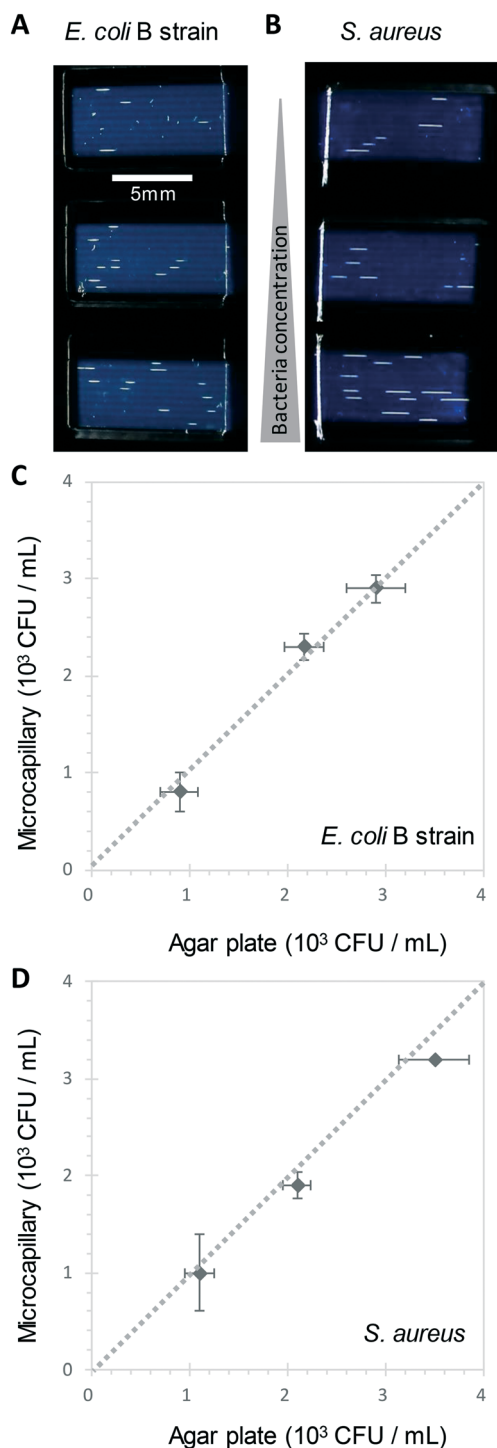 A
E. coli B strain
B
S. aureus
5mm
Bacteria concentration
C
4
3
2
1
0
0
1
2
3
4
Microcapillary (10³ CFU / mL)
E. coli B strain
Agar plate (10³ CFU / mL)
D
4
3
2
1
0
0
1
2
3
4
Microcapillary (10³ CFU / mL)
S. aureus
Agar plate (10³ CFU / mL)